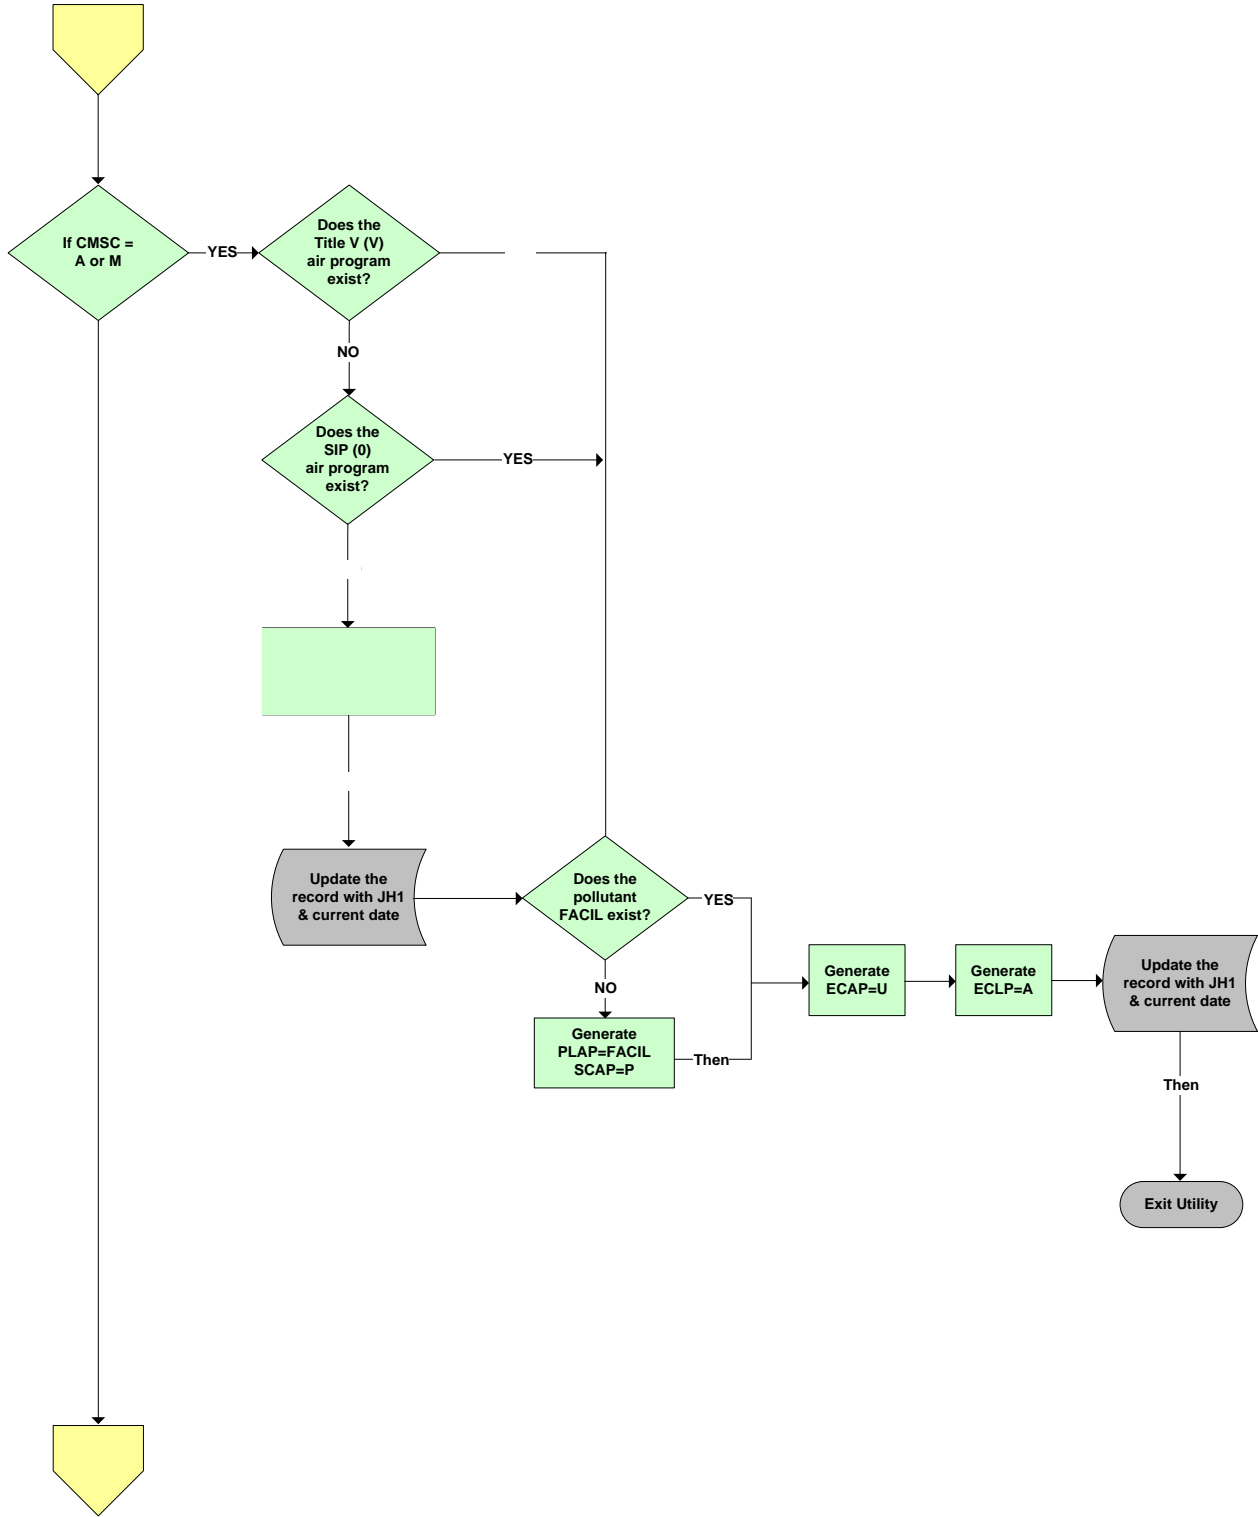 If CMSC =
A or M
YES
Does the
Title V (V)
air program
exist?
NO
Does the
SIP (0)
air program
exist?
YES
Update the
record with JH1
& current date
Does the
pollutant
FACIL exist?
YES
NO
Generate
PLAP=FACIL
SCAP=P
Then
Generate
ECAP=U
Generate
ECLP=A
Update the
record with JH1
& current date
Then
Exit Utility